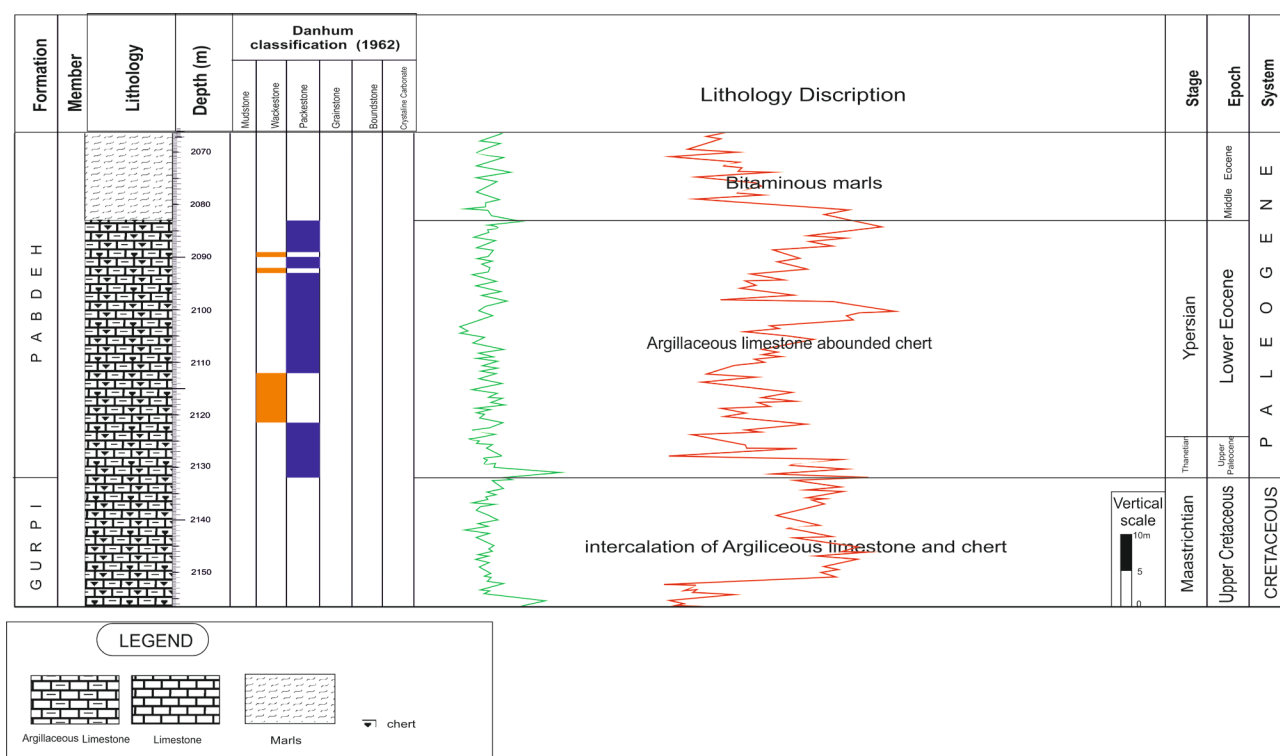 Formation
Member
Lithology
Depth (m)
Danhum
classification (1962)
Mudstone
Wackestone
Packestone
Grainstone
Boundstone
Crystaline Carbonate
Lithology Discription
Stage
Epoch
System
PABDEH
GURPI
2070
2080
2090
2100
2110
2120
2130
2140
2150
Bitaminous marls
Argillaceous limestone abounded chert
intercalation of Argiliceous limestone and chert
Vertical
scale
10m
5
0
Ypersian
Thanetian
Maastrichtian
Middle Eocene
Lower Eocene
Upper
Paleocene
Upper Cretaceous
PALEOGENE
CRETACEOUS
LEGEND
Argillaceous Limestone
Limestone
Marls
chert